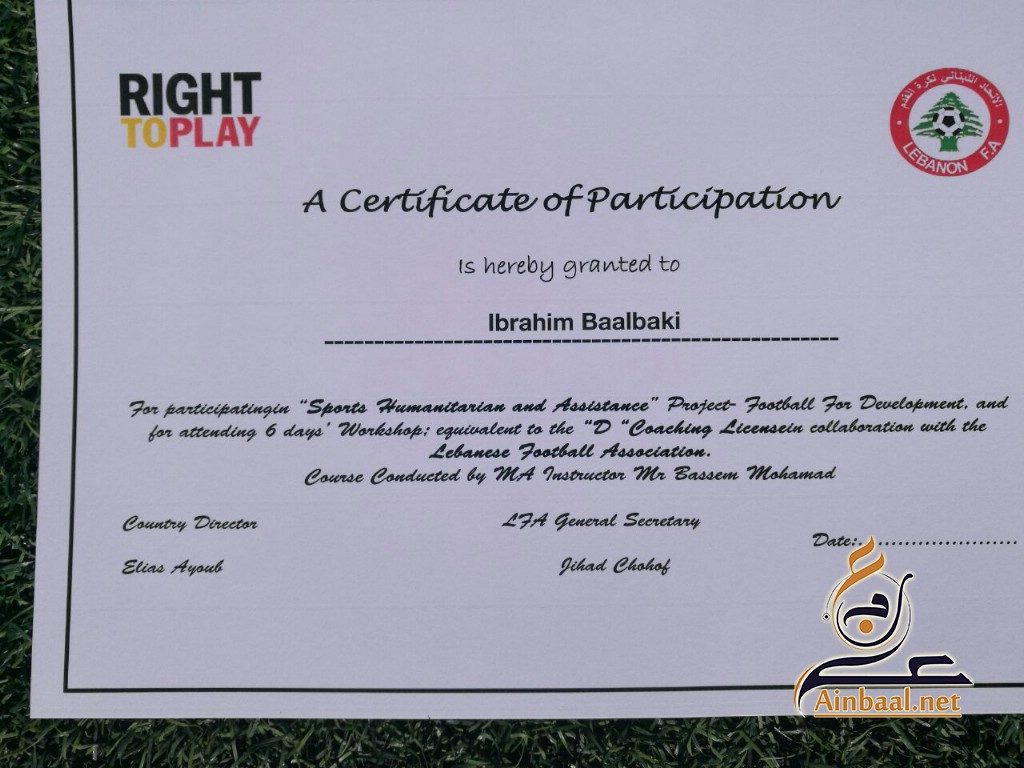 RIGHT
TOPLAY
الاتحاد اللبناني لكرة القدم
LEBANON F.A
A Certificate of Participation
Is hereby granted to
Ibrahim Baalbaki
For participatingin "Sports Humanitarian and Assistance" Project- Football For Development, and
for attending 6 days' Workshop; equivalent to the "D "Coaching Licensein collaboration with the
Lebanese Football Association.
Course Conducted by MA Instructor Mr Bassem Mohamad
Country Director
LFA General Secretary
Date:.......................
Elias Ayoub
Jihad Chohof
Ainbaal.net